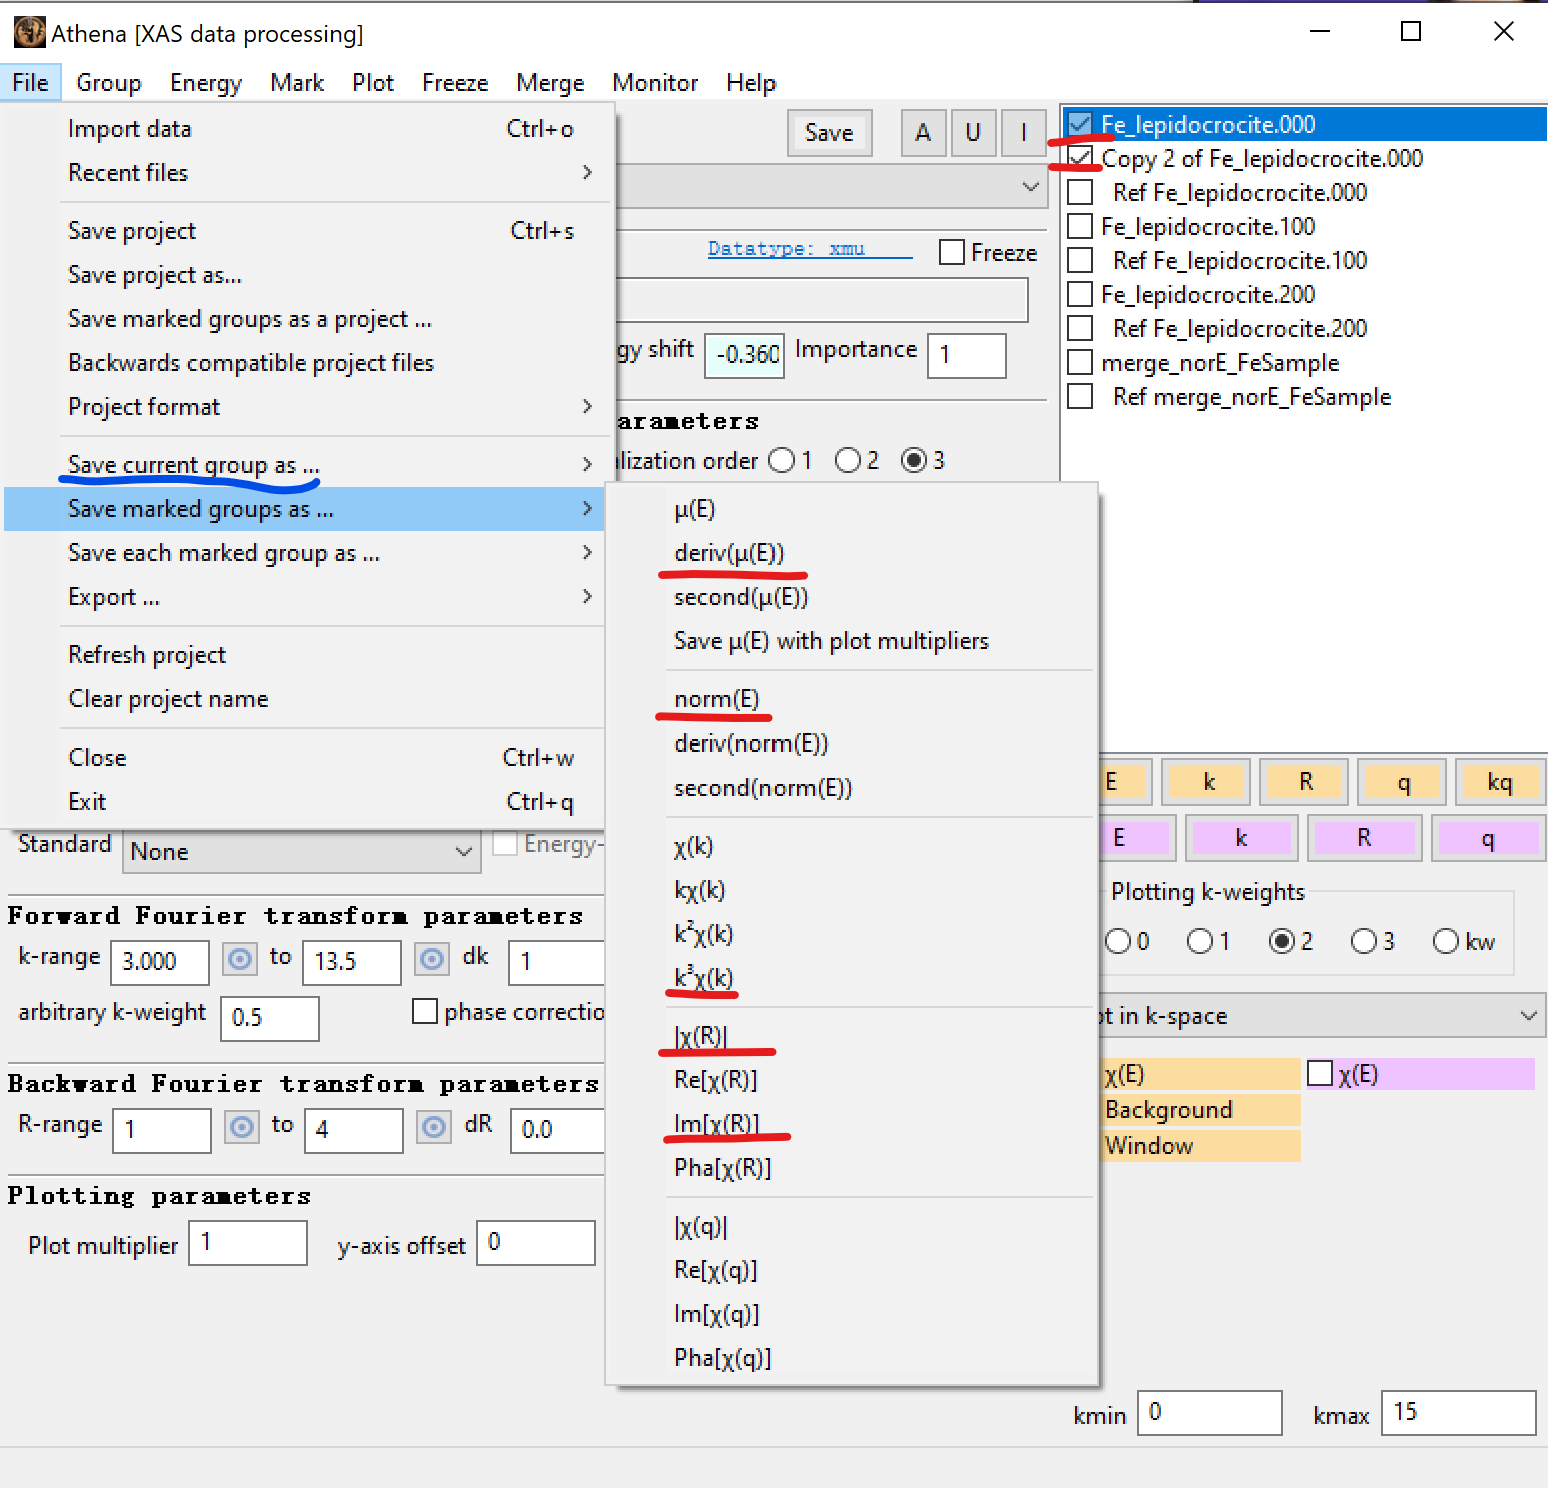 Athena [XAS data processing]
File Group Energy Mark Plot Freeze Merge Monitor Help
Import data Ctrl+o
Recent files
Save project Ctrl+s
Save project as...
Save marked groups as a project ...
Backwards compatible project files
Project format
Save current group as ...
Save marked groups as ...
Save each marked group as ...
Export ...
Refresh project
Clear project name
Close Ctrl+w
Exit Ctrl+q
Save A U I
Datatype: xmu Freeze
gy shift -0.360 Importance 1
arameters
lization order 1 2 3
Fe_lepidocrocite.000
Copy 2 of Fe_lepidocrocite.000
Ref Fe_lepidocrocite.000
Fe_lepidocrocite.100
Ref Fe_lepidocrocite.100
Fe_lepidocrocite.200
Ref Fe_lepidocrocite.200
merge_norE_FeSample
Ref merge_norE_FeSample
μ(E)
deriv(μ(E))
second(μ(E))
Save μ(E) with plot multipliers
norm(E)
deriv(norm(E))
second(norm(E))
χ(k)
kχ(k)
k²χ(k)
k³χ(k)
|χ(R)|
Re[χ(R)]
Im[χ(R)]
Pha[χ(R)]
|χ(q)|
Re[χ(q)]
Im[χ(q)]
Pha[χ(q)]
Standard None Energy-
Forward Fourier transform parameters
k-range 3.000 to 13.5 dk 1
arbitrary k-weight 0.5 phase correctio
Backward Fourier transform parameters
R-range 1 to 4 dR 0.0
Plotting parameters
Plot multiplier 1 y-axis offset 0
E k R q kq
E k R q
Plotting k-weights
0 1 2 3 kw
ot in k-space
χ(E) χ(E)
Background
Window
kmin 0 kmax 15